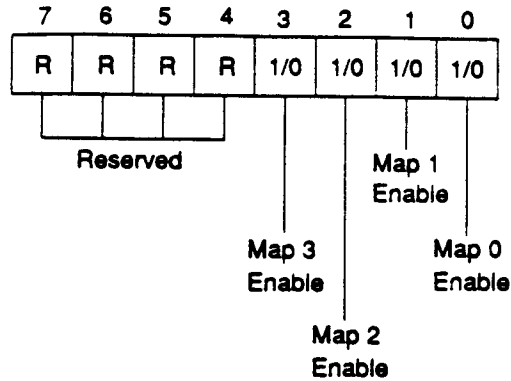 7 6 5 4 3 2 1 0
R R R R 1/0 1/0 1/0 1/0
Reserved
Map 1
Enable
Map 3
Enable
Map 0
Enable
Map 2
Enable